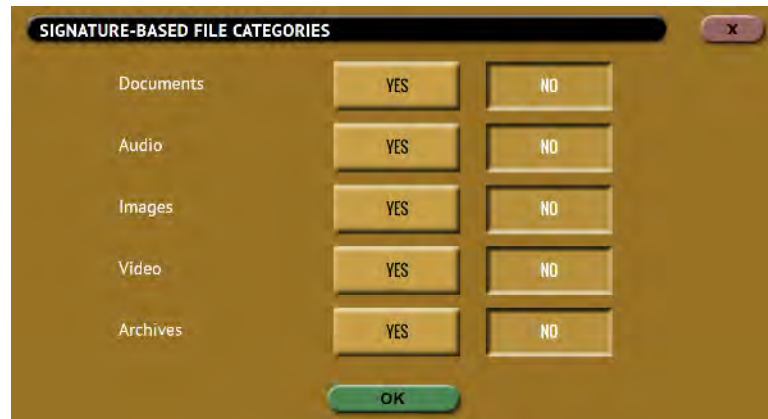 SIGNATURE-BASED FILE CATEGORIES X
Documents YES NO
Audio YES NO
Images YES NO
Video YES NO
Archives YES NO
OK